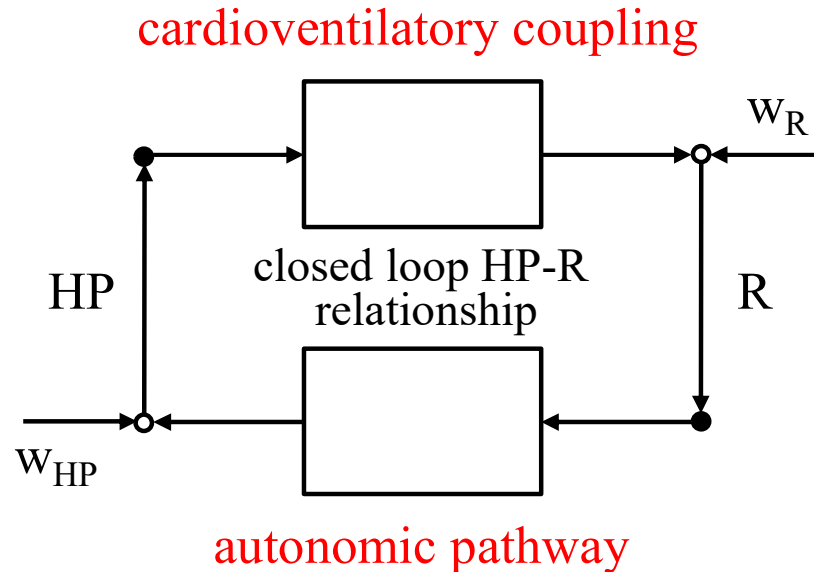 cardioventilatory coupling
w_R
HP
closed loop HP-R
relationship
R
w_HP
autonomic pathway